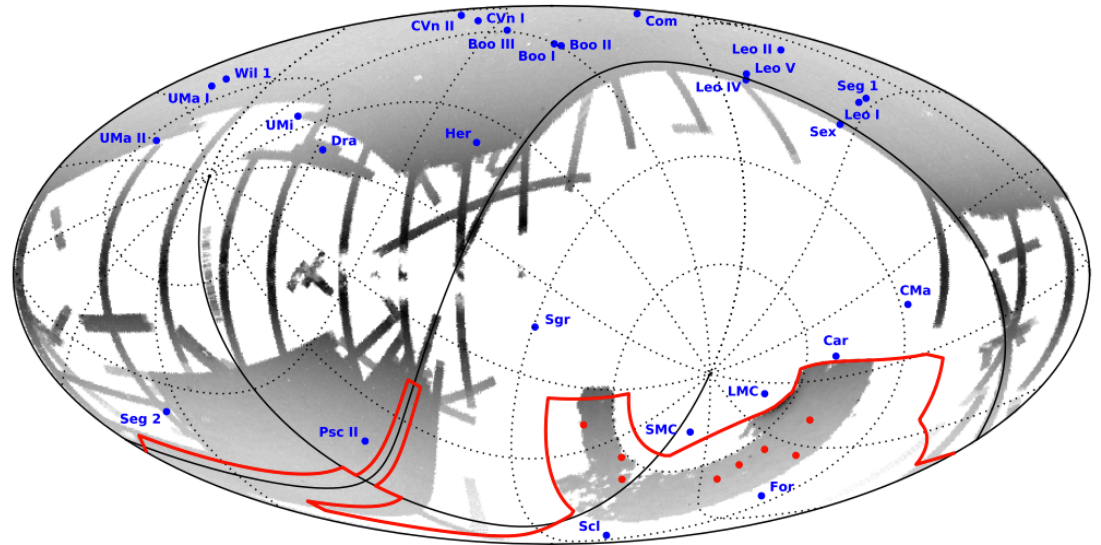 CVn II
CVn I
Com
Boo III
Boo I
Boo II
Leo II
Leo V
Leo IV
Wil 1
UMa I
Seg 1
Leo I
UMi
UMa II
Dra
Her
Sex
CMa
Sgr
Car
LMC
Seg 2
Psc II
SMC
For
Scl